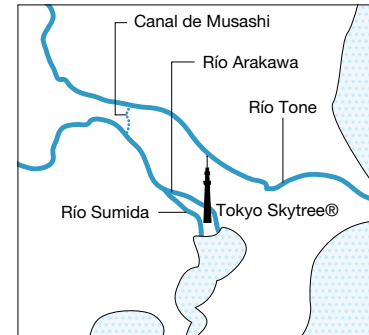 Canal de Musashi
Río Arakawa
Río Tone
Río Sumida
Tokyo Skytree®